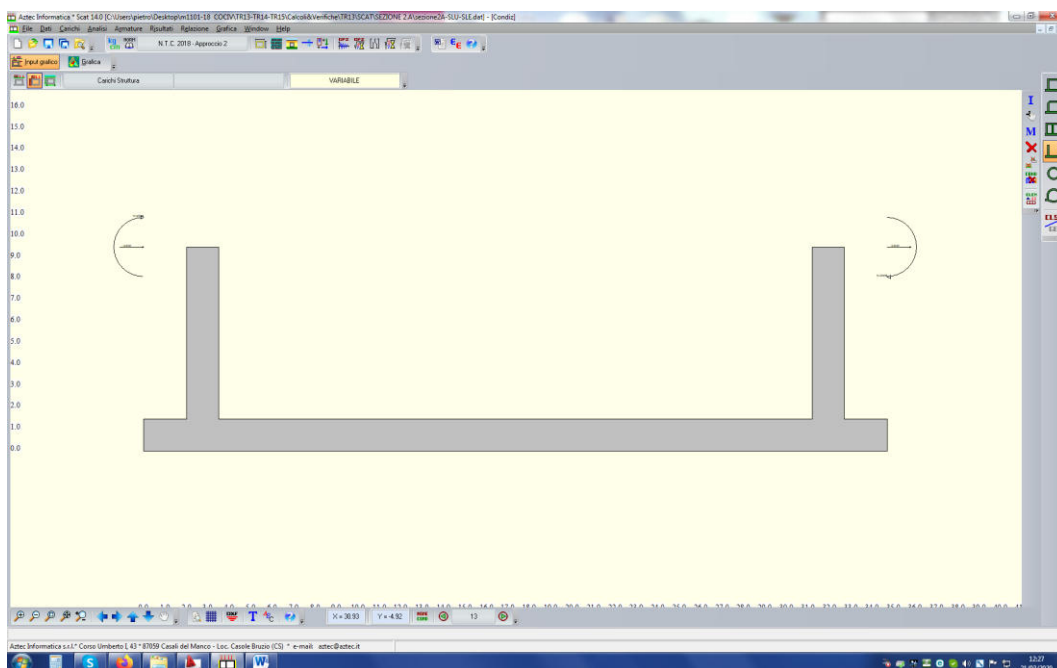 Aztec Informatica * Scat 14.0 [C:\Users\pietro\Desktop\m1101-18 COCIV\TR13-TR14-TR15\Calcoli&Verifiche\TR13\SCAT\SEZIONE 2.A\sezione2A-SLU-SLE.dxt] - [Condiz]
File Dati Carichi Analisi Armature Risultati Relazione Grafica Window Help
N.T.C. 2018 - Approccio 2
Input grafico Grafica
Carichi Struttura VARIABILE
16.0
15.0
14.0
13.0
12.0
11.0
10.0
9.0
8.0
7.0
6.0
5.0
4.0
3.0
2.0
1.0
0.0
I
M
X = 38.93 Y = -4.92 13
Aztec Informatica s.r.l.* Corso Umberto I, 43 * 87059 Casali del Manco - Loc. Casole Bruzio (CS) * e-mail: aztec@aztec.it
12:27